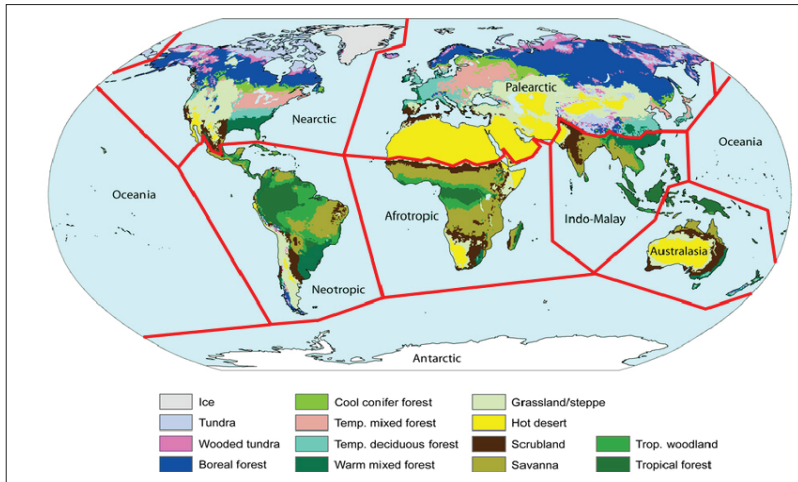 Palearctic
Nearctic
Oceania
Oceania
Afrotropic
Indo-Malay
Australasia
Neotropic
Antarctic
Ice
Cool conifer forest
Grassland/steppe
Tundra
Temp. mixed forest
Hot desert
Wooded tundra
Temp. deciduous forest
Scrubland
Trop. woodland
Boreal forest
Warm mixed forest
Savanna
Tropical forest